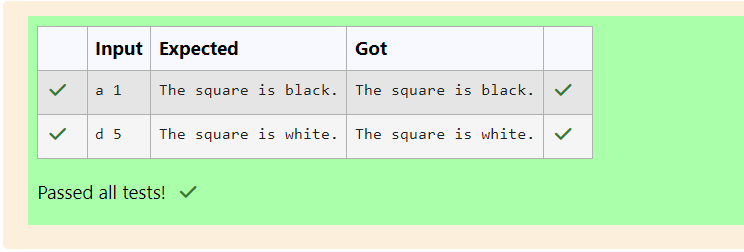 Input Expected Got
a 1 The square is black. The square is black.
d 5 The square is white. The square is white.
Passed all tests!